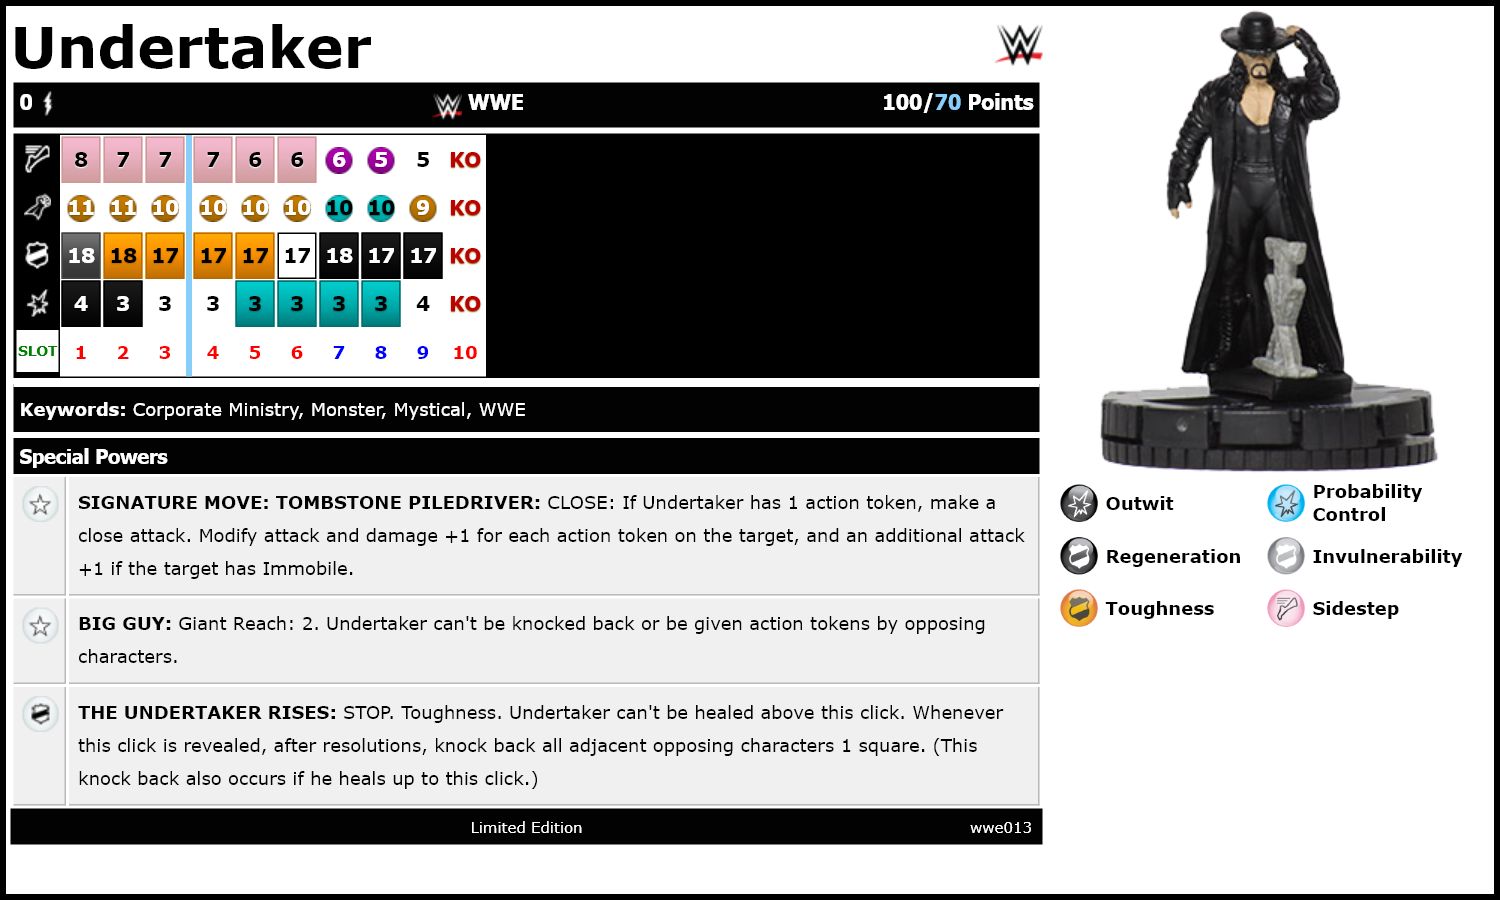 Undertaker
0 WWE 100/70 Points
8 7 7 7 6 6 6 5 5 KO
11 11 10 10 10 10 10 10 9 KO
18 18 17 17 17 17 18 17 17 KO
4 3 3 3 3 3 3 3 4 KO
SLOT 1 2 3 4 5 6 7 8 9 10
Keywords: Corporate Ministry, Monster, Mystical, WWE
Special Powers
SIGNATURE MOVE: TOMBSTONE PILEDRIVER: CLOSE: If Undertaker has 1 action token, make a
close attack. Modify attack and damage +1 for each action token on the target, and an additional attack
+1 if the target has Immobile.
BIG GUY: Giant Reach: 2. Undertaker can't be knocked back or be given action tokens by opposing
characters.
THE UNDERTAKER RISES: STOP. Toughness. Undertaker can't be healed above this click. Whenever
this click is revealed, after resolutions, knock back all adjacent opposing characters 1 square. (This
knock back also occurs if he heals up to this click.)
Limited Edition wwe013
Outwit
Probability
Control
Regeneration
Invulnerability
Toughness
Sidestep